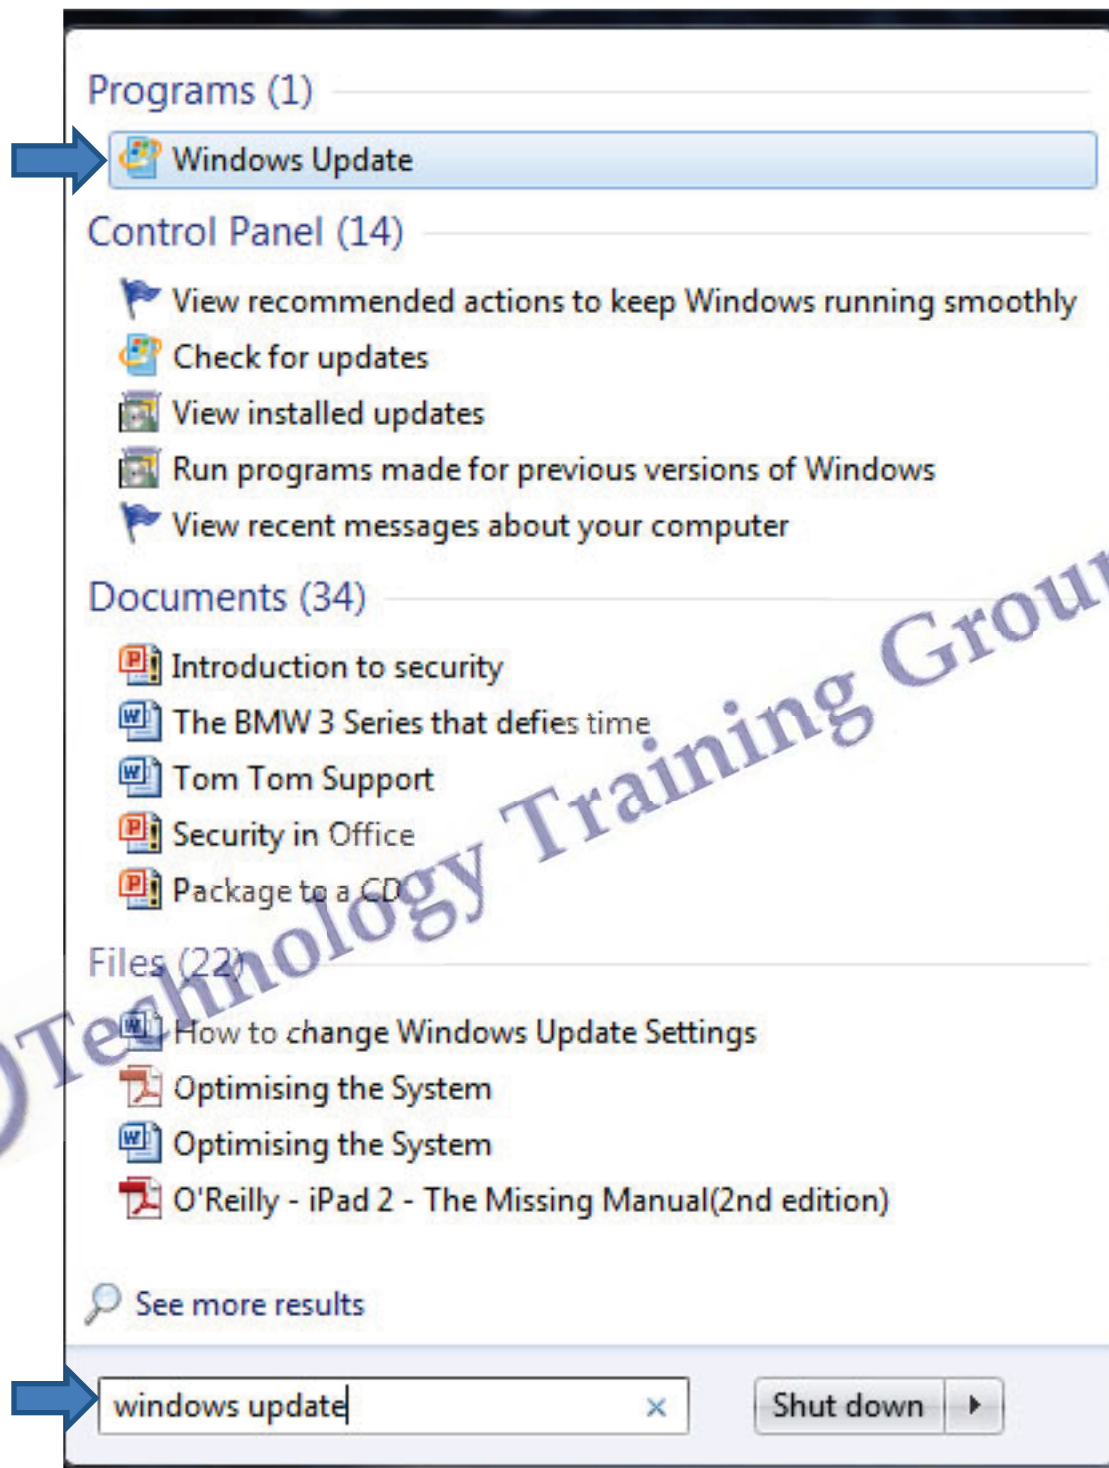 Programs (1)
Windows Update
Control Panel (14)
View recommended actions to keep Windows running smoothly
Check for updates
View installed updates
Run programs made for previous versions of Windows
View recent messages about your computer
Documents (34)
Introduction to security
The BMW 3 Series that defies time
Tom Tom Support
Security in Office
Package to a CD
Files (22)
How to change Windows Update Settings
Optimising the System
Optimising the System
O'Reilly - iPad 2 - The Missing Manual(2nd edition)
See more results
windows update
Shut down
Technology Training